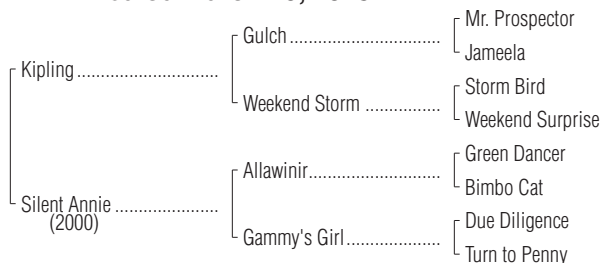 Mr. Prospector
Gulch
Jameela
Kipling
Storm Bird
Weekend Storm
Weekend Surprise
Green Dancer
Allawinir
Bimbo Cat
Silent Annie
(2000)
Due Diligence
Gammy's Girl
Turn to Penny